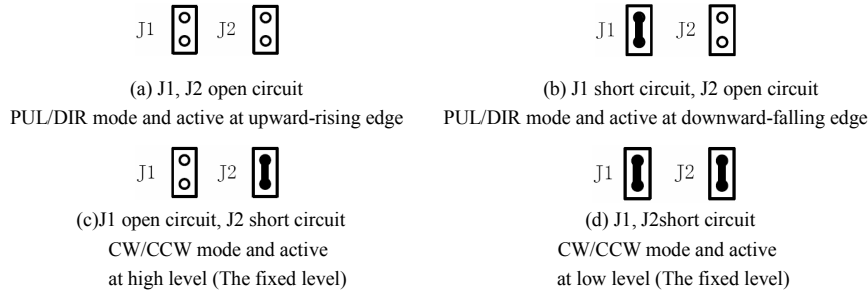 J1 J2
(a) J1, J2 open circuit
PUL/DIR mode and active at upward-rising edge
J1 J2
(b) J1 short circuit, J2 open circuit
PUL/DIR mode and active at downward-falling edge
J1 J2
(c)J1 open circuit, J2 short circuit
CW/CCW mode and active
at high level (The fixed level)
J1 J2
(d) J1, J2short circuit
CW/CCW mode and active
at low level (The fixed level)